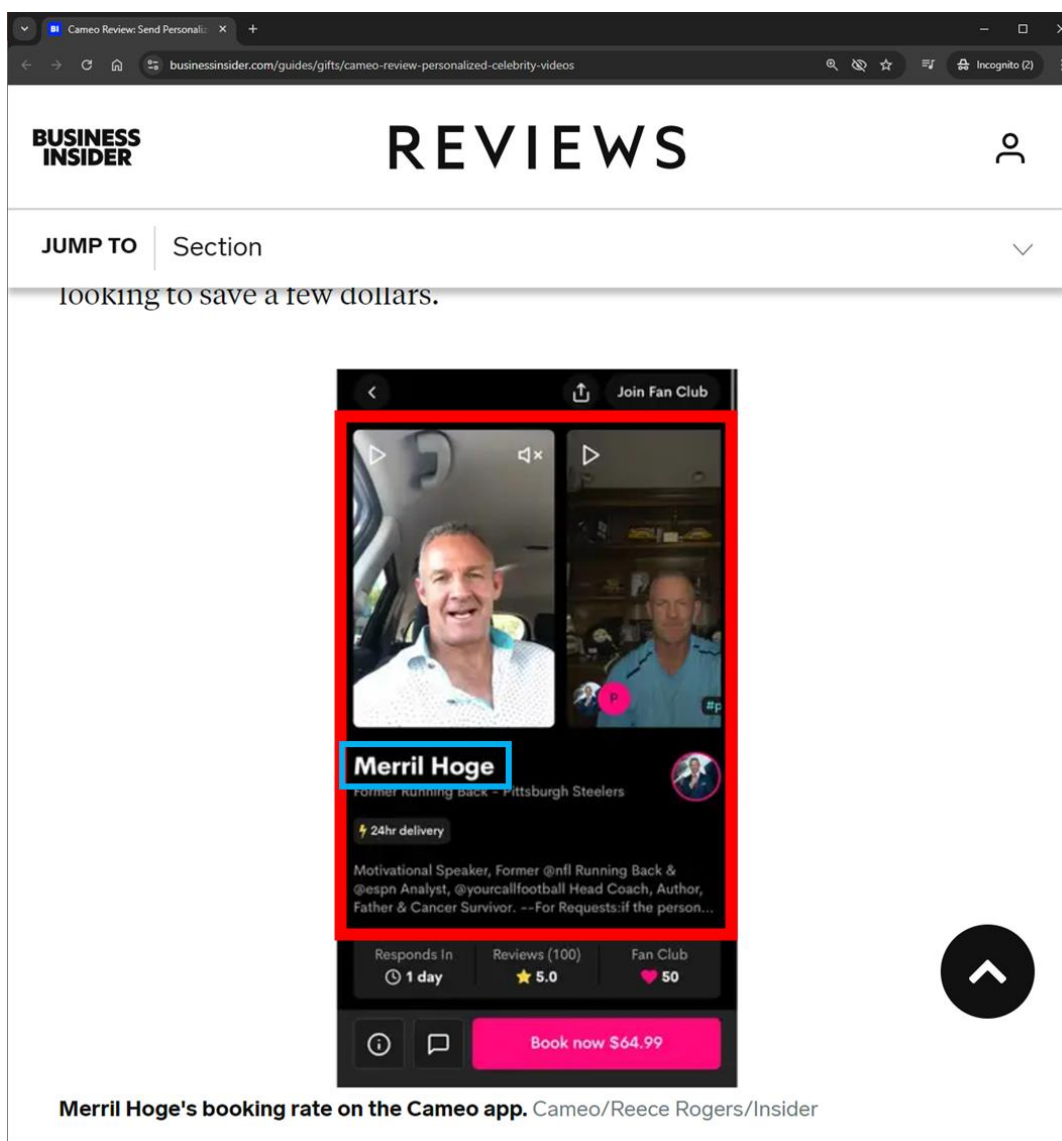 Cameo Review: Send Personaliz
businessinsider.com/guides/gifts/cameo-review-personalized-celebrity-videos
Incognito (2)
BUSINESS
INSIDER
REVIEWS
JUMP TO Section
looking to save a few dollars.
Join Fan Club
P
#p
Merril Hoge
Former Running Back - Pittsburgh Steelers
24hr delivery
Motivational Speaker, Former @nfl Running Back &
@espn Analyst, @yourcallfootball Head Coach, Author,
Father & Cancer Survivor. --For Requests:if the person...
Responds In Reviews (100) Fan Club
1 day 5.0 50
Book now $64.99
Merril Hoge's booking rate on the Cameo app. Cameo/Reece Rogers/Insider